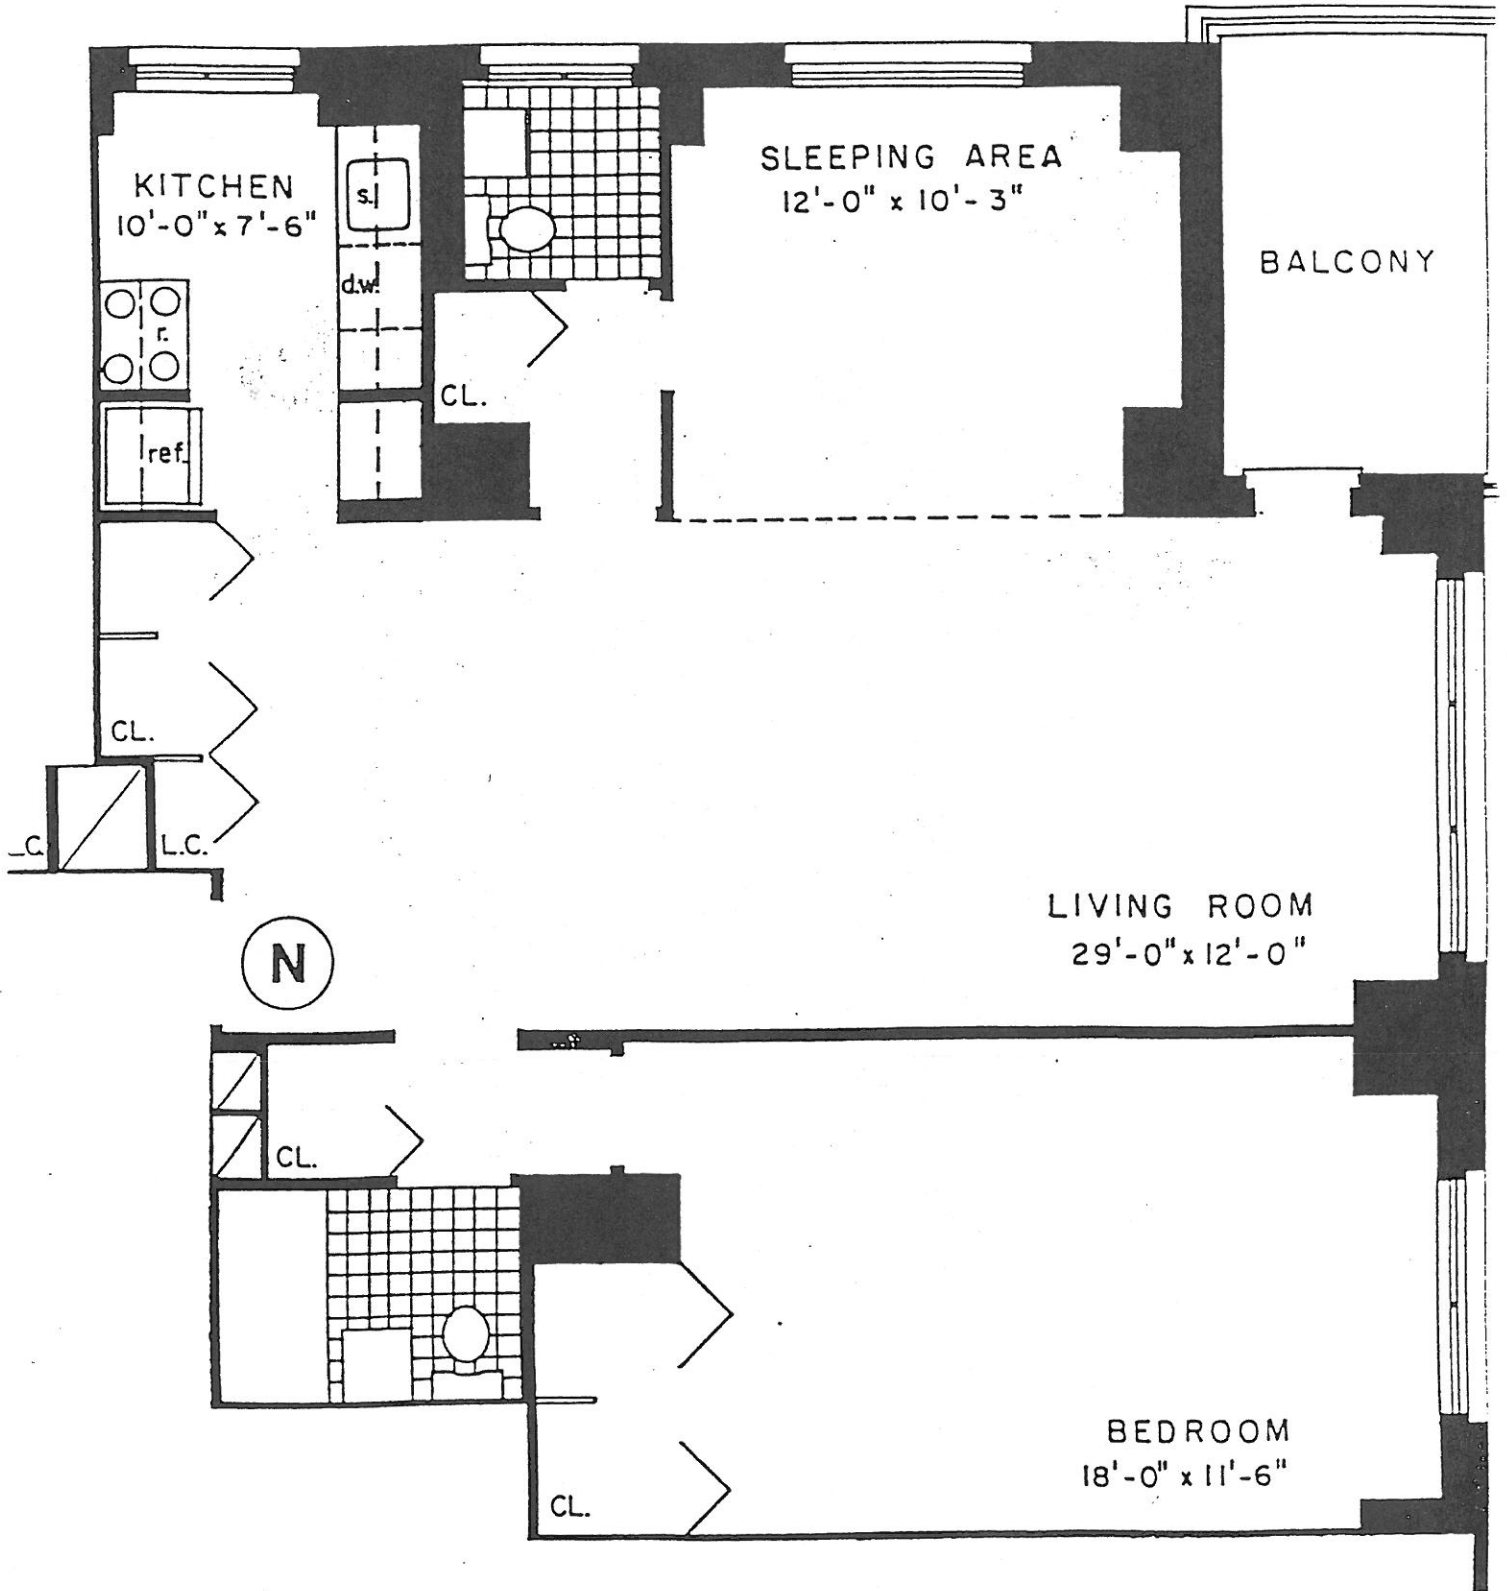 KITCHEN
10'-0" x 7'-6"
s.
d.w.
r.
ref.
CL.
SLEEPING AREA
12'-0" x 10'-3"
BALCONY
CL.
L.C.
C.
N
LIVING ROOM
29'-0" x 12'-0"
CL.
BEDROOM
18'-0" x 11'-6"
CL.